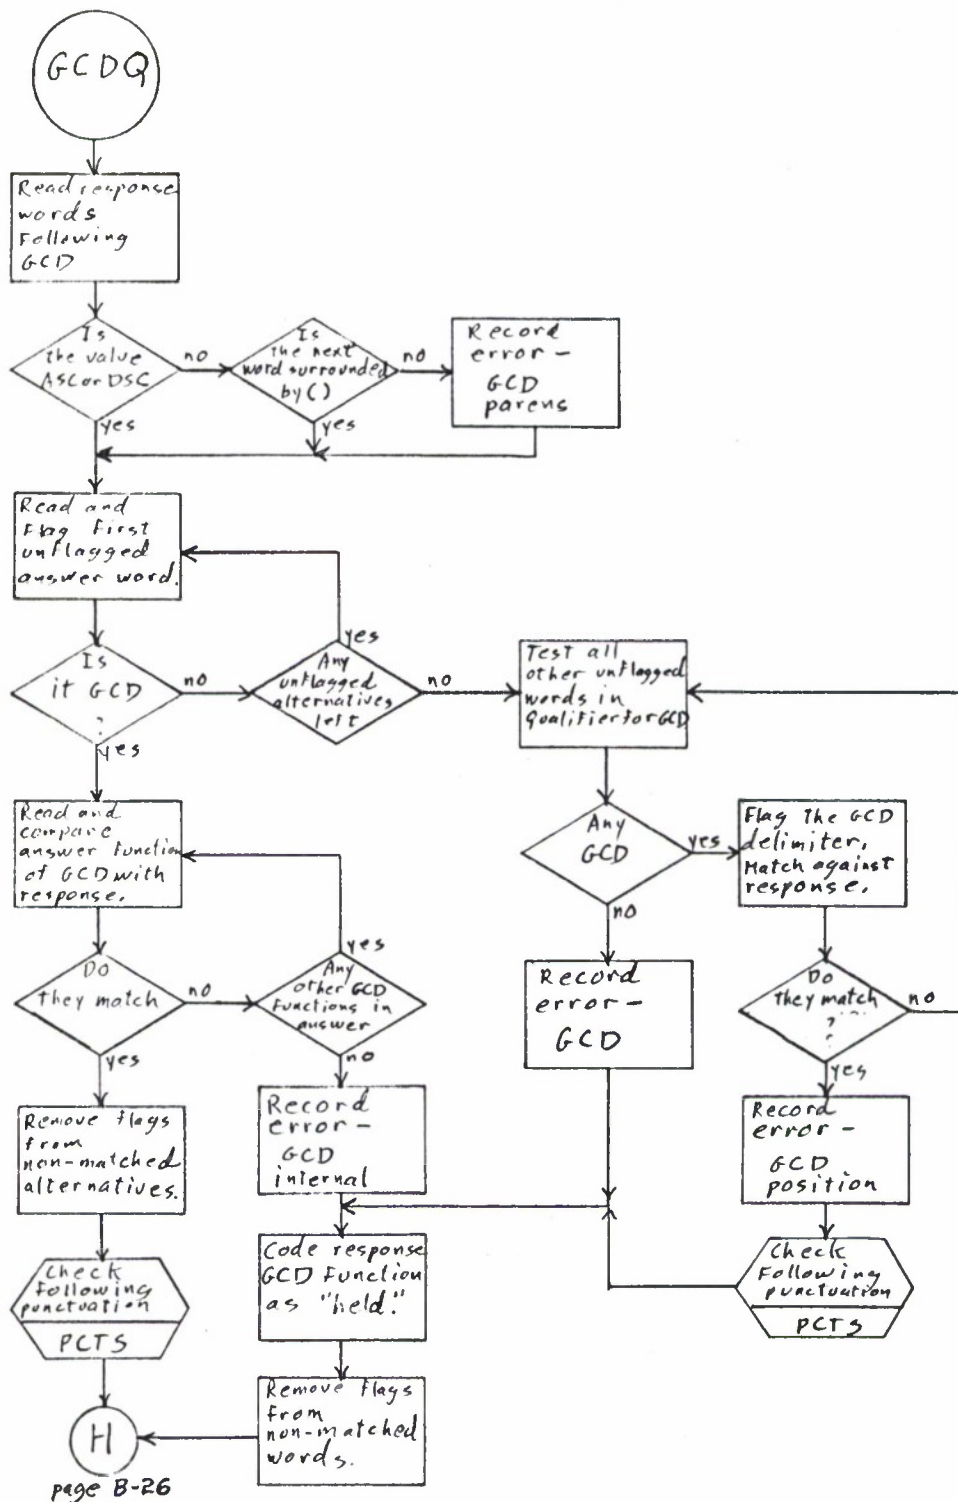 GCDQ
Read response
words
Following
GCD
Is
the value
ASC or DSC
no
yes
Is
the next
word surrounded
by ( )
no
yes
Record
error -
GCD
parens
Read and
Flag First
unflagged
answer word.
Is
it GCD
?
no
yes
Any
unflagged
alternatives
left
yes
no
Test all
other unflagged
words in
Qualifier for GCD
Read and
compare
answer Function
of GCD with
response.
Any
GCD
yes
no
Flag the GCD
delimiter.
Match against
response.
Do
they match
no
yes
Any
other GCD
Functions in
answer
yes
no
Record
error -
GCD
Do
they match
?
no
yes
Remove flags
from
non-matched
alternatives.
Record
error -
GCD
internal
Record
error -
GCD
position
Check
Following
punctuation
PCTS
Code response
GCD Function
as "held."
Check
Following
punctuation
PCTS
Remove flags
from
non-matched
words.
H
page B-26